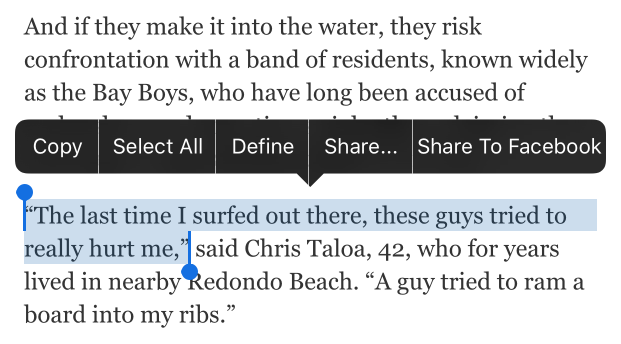 And if they make it into the water, they risk
confrontation with a band of residents, known widely
as the Bay Boys, who have long been accused of
Copy Select All Define Share... Share To Facebook
“The last time I surfed out there, these guys tried to
really hurt me,” said Chris Taloa, 42, who for years
lived in nearby Redondo Beach. “A guy tried to ram a
board into my ribs.”